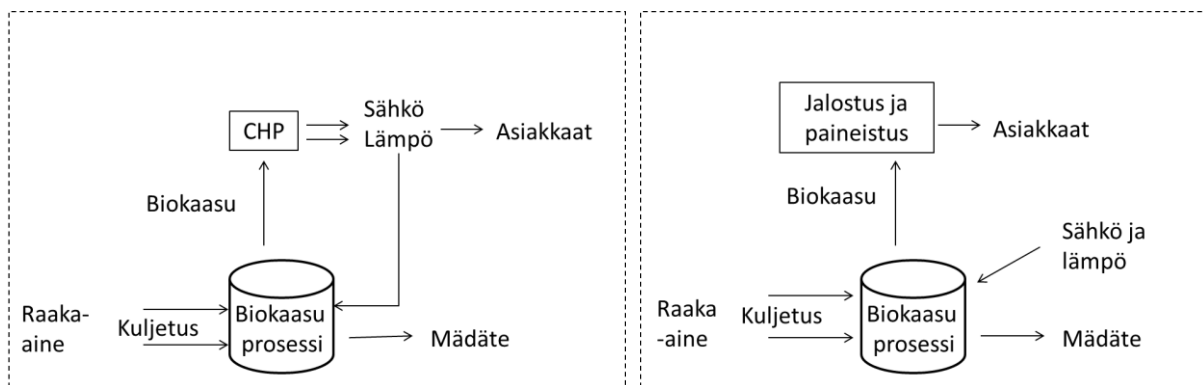 CHP
Sähkö
Lämpö
Asiakkaat
Biokaasu
Raaka-
aine
Kuljetus
Biokaasu
prosessi
Mädäte
Jalostus ja
paineistus
Asiakkaat
Biokaasu
Sähkö ja
lämpö
Raaka
-aine
Kuljetus
Biokaasu
prosessi
Mädäte